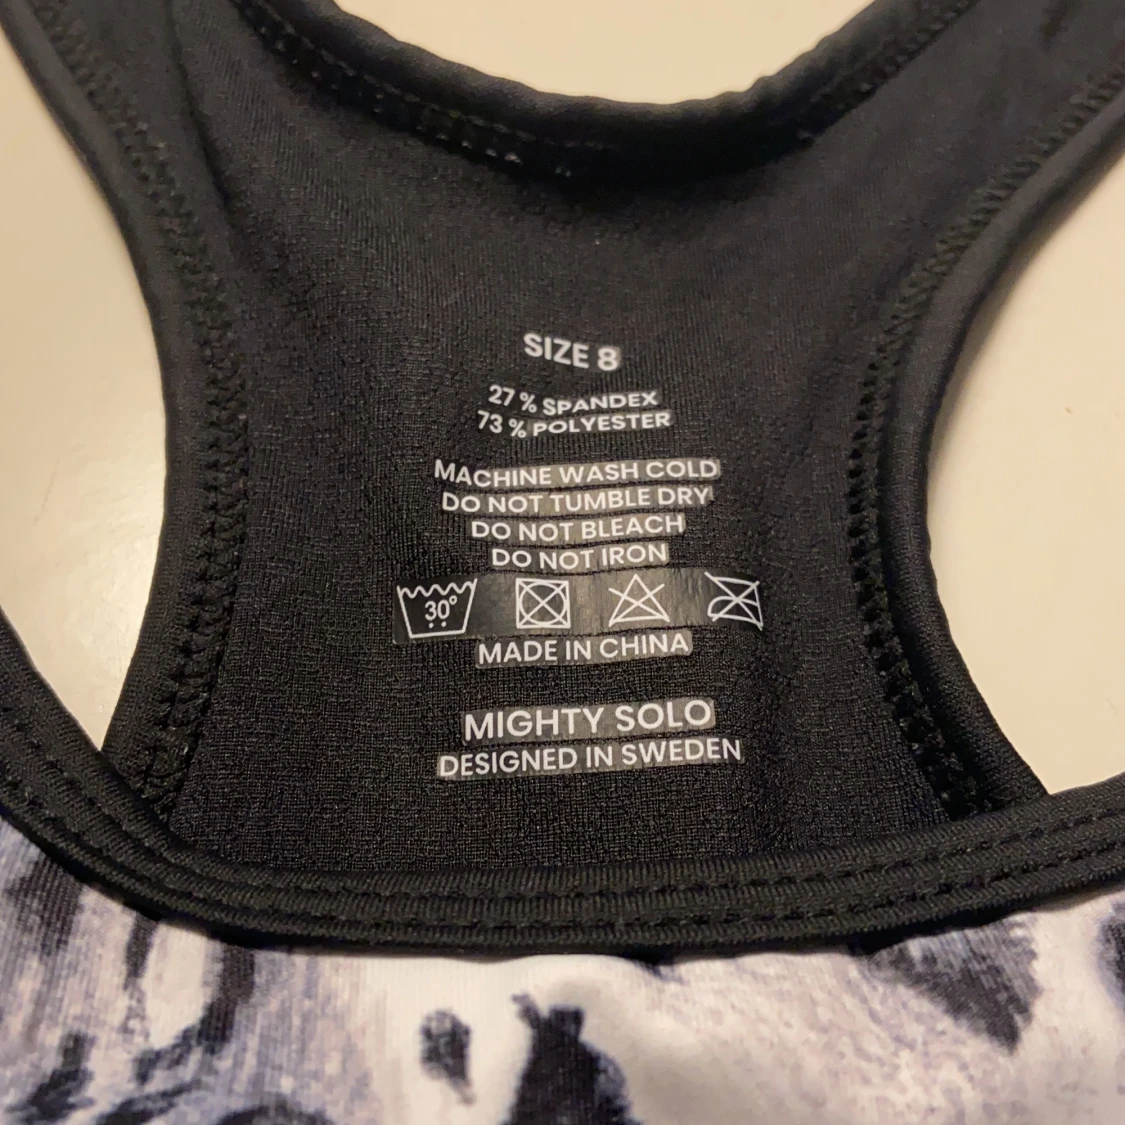 SIZE 8
27 % SPANDEX
73 % POLYESTER
MACHINE WASH COLD
DO NOT TUMBLE DRY
DO NOT BLEACH
DO NOT IRON
30°
MADE IN CHINA
MIGHTY SOLO
DESIGNED IN SWEDEN